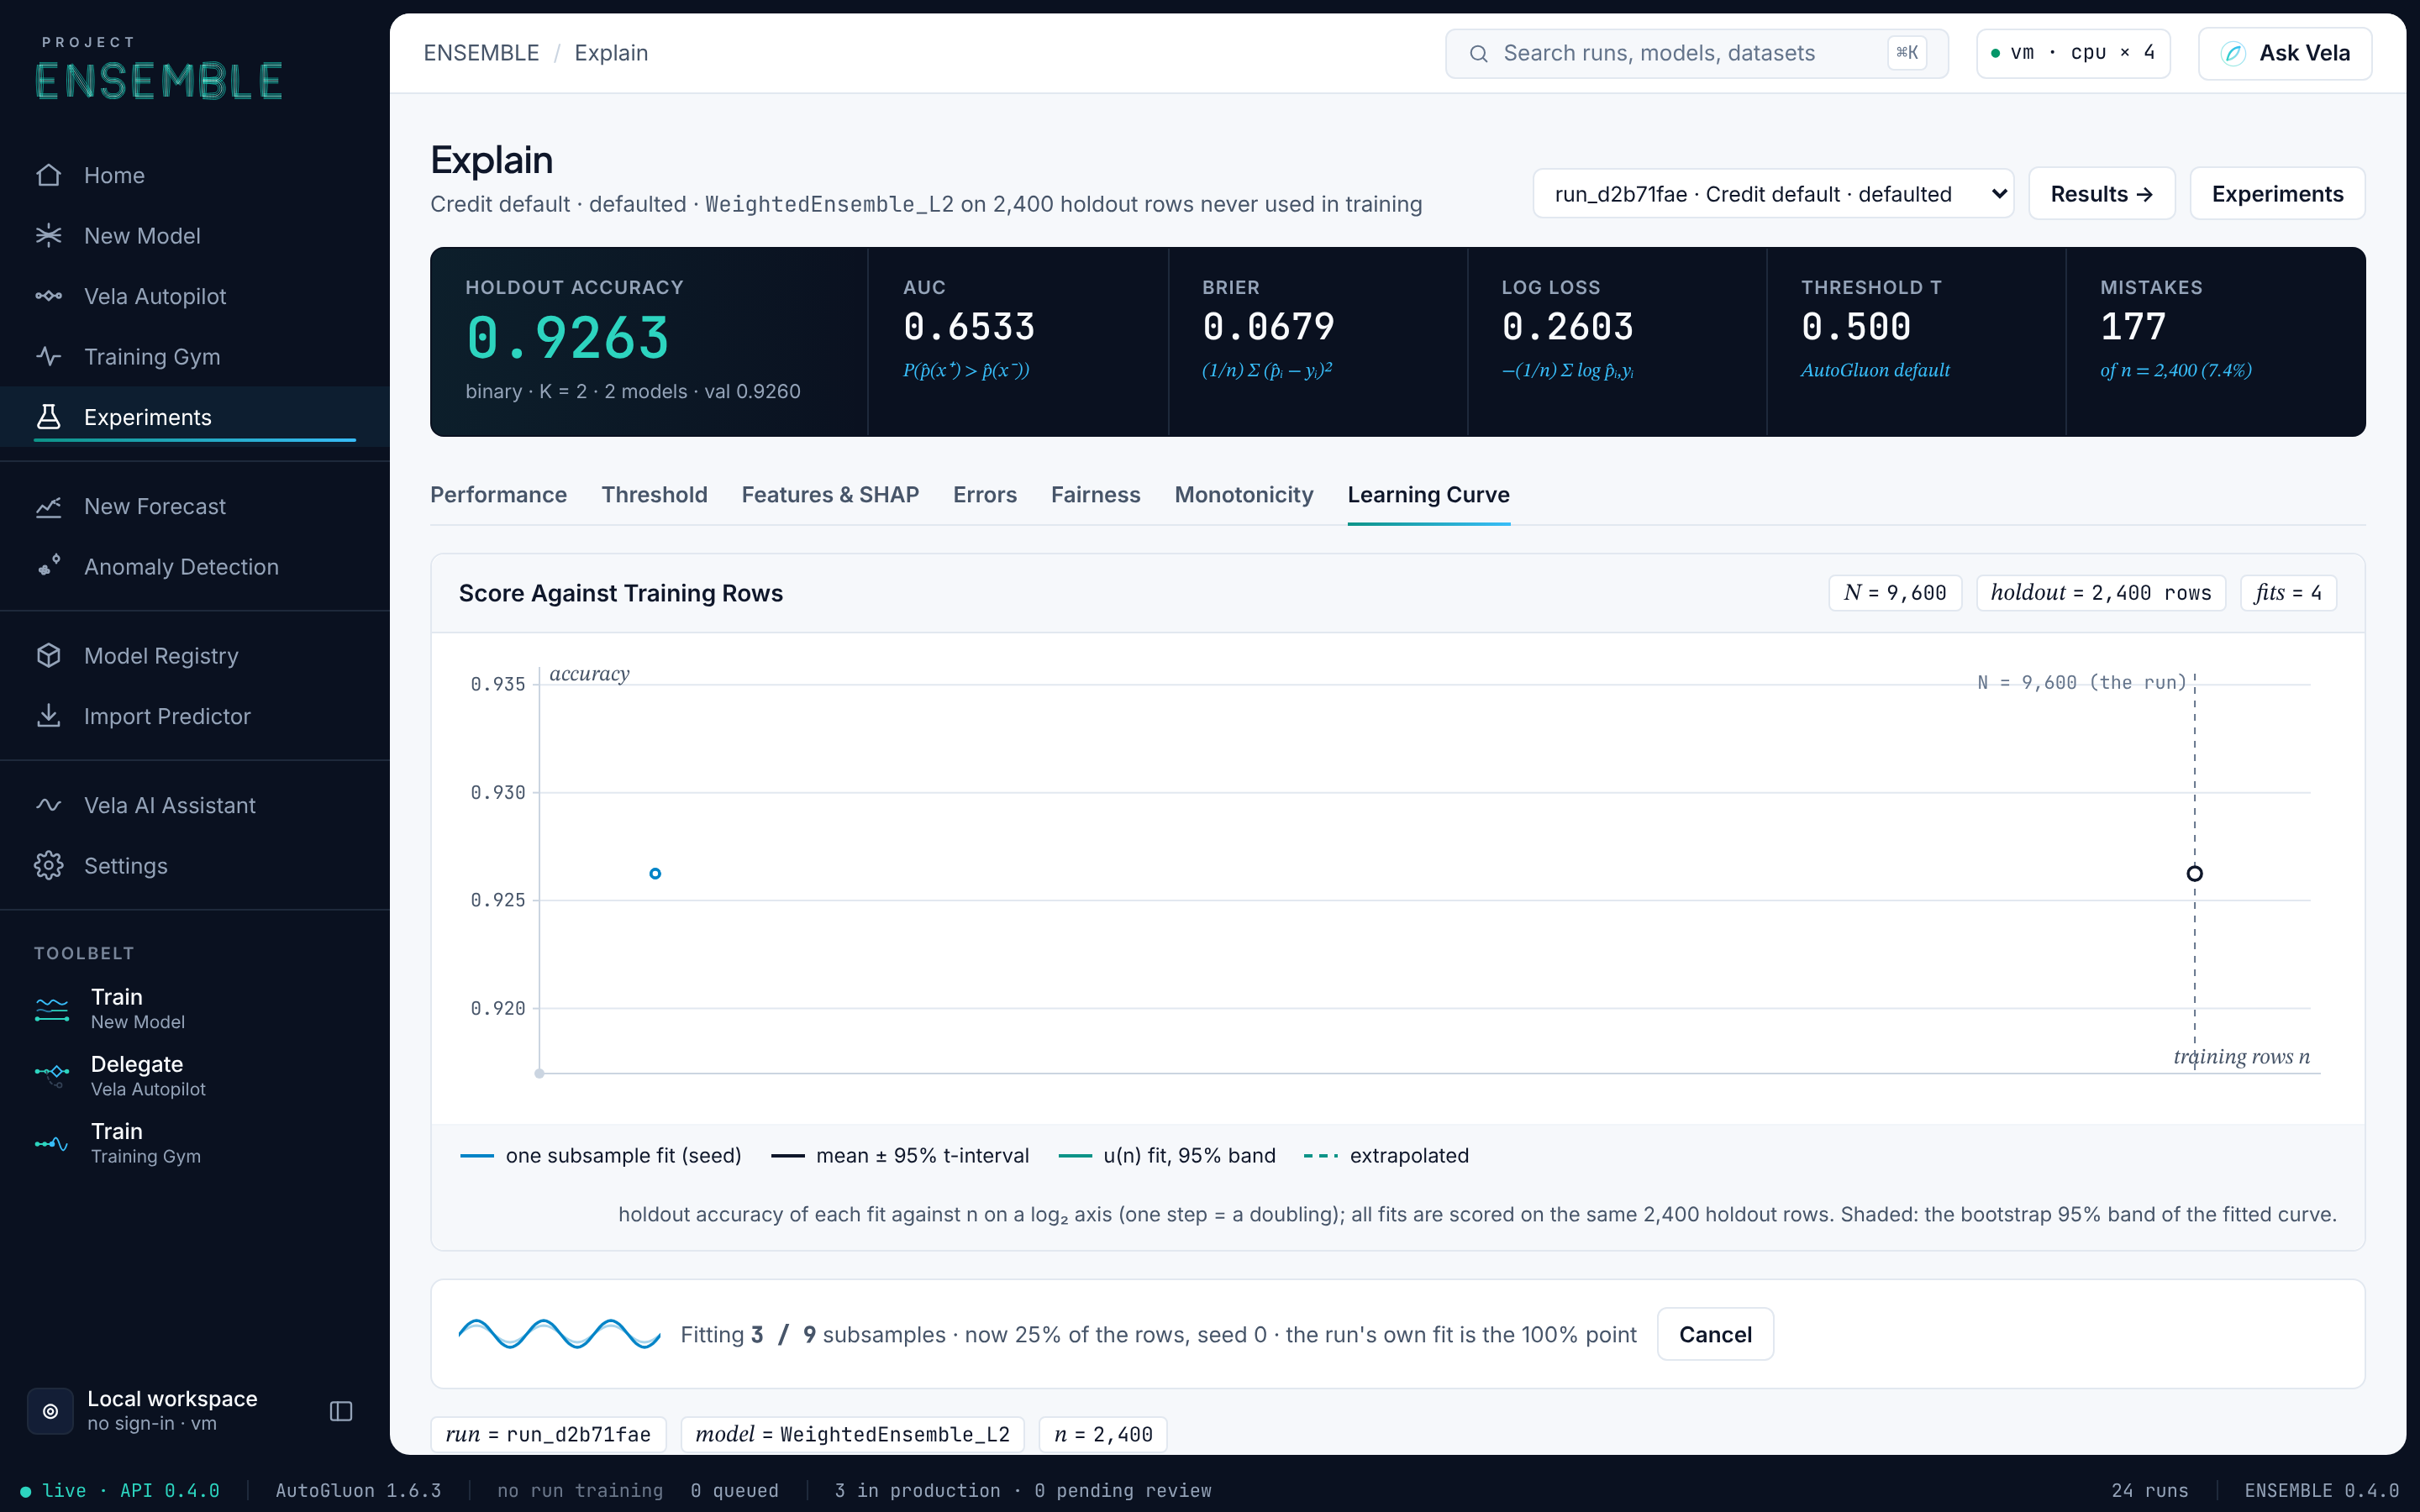 PROJECT
ENSEMBLE
Home
New Model
Vela Autopilot
Training Gym
Experiments
New Forecast
Anomaly Detection
Model Registry
Import Predictor
Vela AI Assistant
Settings
TOOLBELT
Train
New Model
Delegate
Vela Autopilot
Train
Training Gym
Local workspace
no sign-in · vm
ENSEMBLE / Explain
Search runs, models, datasets ⌘K
vm · cpu × 4
Ask Vela
Explain
Credit default · defaulted · WeightedEnsemble_L2 on 2,400 holdout rows never used in training
run_d2b71fae · Credit default · defaulted
Results →
Experiments
HOLDOUT ACCURACY
0.9263
binary · K = 2 · 2 models · val 0.9260
AUC
0.6533
P(p̂(x⁺) > p̂(x⁻))
BRIER
0.0679
(1/n) Σ (p̂ᵢ − yᵢ)²
LOG LOSS
0.2603
−(1/n) Σ log p̂ᵢ,yᵢ
THRESHOLD T
0.500
AutoGluon default
MISTAKES
177
of n = 2,400 (7.4%)
Performance Threshold Features & SHAP Errors Fairness Monotonicity Learning Curve
Score Against Training Rows
N = 9,600
holdout = 2,400 rows
fits = 4
accuracy
N = 9,600 (the run)
0.935
0.930
0.925
0.920
training rows n
one subsample fit (seed) mean ± 95% t-interval u(n) fit, 95% band extrapolated
holdout accuracy of each fit against n on a log₂ axis (one step = a doubling); all fits are scored on the same 2,400 holdout rows. Shaded: the bootstrap 95% band of the fitted curve.
Fitting 3 / 9 subsamples · now 25% of the rows, seed 0 · the run's own fit is the 100% point
Cancel
run = run_d2b71fae
model = WeightedEnsemble_L2
n = 2,400
live · API 0.4.0 AutoGluon 1.6.3 no run training 0 queued 3 in production · 0 pending review 24 runs ENSEMBLE 0.4.0